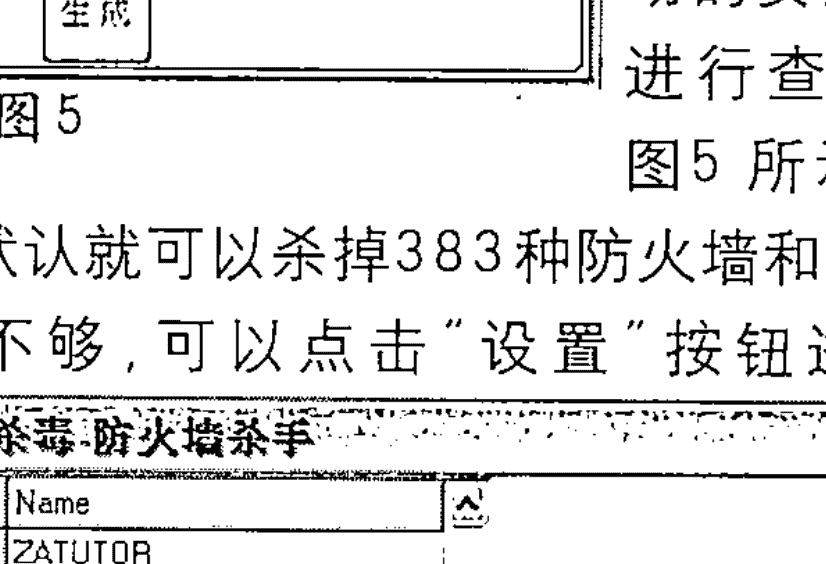 生成
进行查
图5
图5 所示
默认就可以杀掉383种防火墙和
不够,可以点击"设置"按钮进
杀毒 防火墙杀手
Name
ZATUTOR